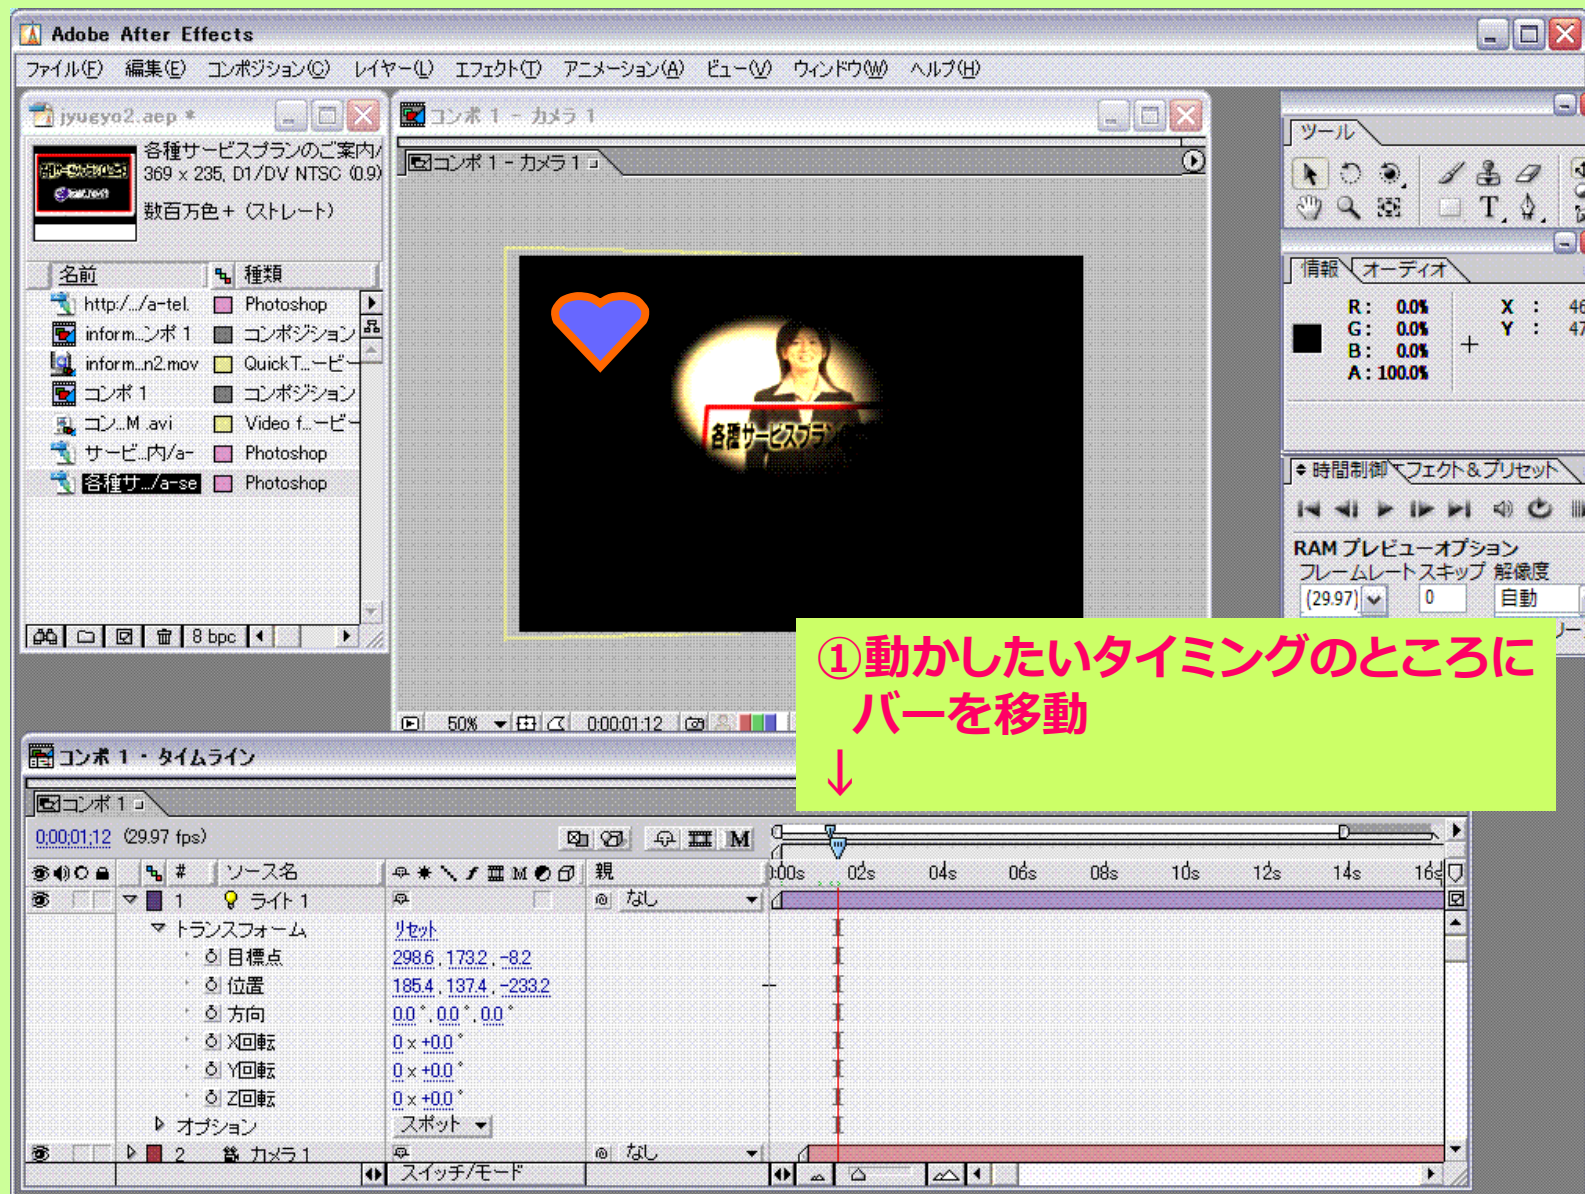 Adobe After Effects
ファイル(F) 編集(E) コンポジション(C) レイヤー(L) エフェクト(T) アニメーション(A) ビュー(V) ウィンドウ(W) ヘルプ(H)
jyugyo2.aep *
各種サービスプランのご案内/
369 x 235, D1/DV NTSC (0.9)
数百万色+ (ストレート)
名前 種類
http:/.../a-tel. Photoshop
inform...ンポ 1 コンポジション
inform...n2.mov QuickT...ービー
コンポ 1 コンポジション
コン...M .avi Video f...ービー
サービ...内/a- Photoshop
各種サ.../a-se Photoshop
8 bpc
コンポ 1 - カメラ 1
コンポ 1 - カメラ 1
各種サービスプラン
50% 0:00:01:12
ツール
T
情報 オーディオ
R : 0.0% X : 46
G : 0.0% Y : 47
B : 0.0%
A : 100.0%
時間制御 エフェクト&プリセット
RAM プレビューオプション
フレームレート スキップ 解像度
(29.97) 0 自動
①動かしたいタイミングのところに
バーを移動
↓
コンポ 1 ・ タイムライン
コンポ 1
0;00;01;12 (29.97 fps) M
# ソース名 M 親 00s 02s 04s 06s 08s 10s 12s 14s 16s
1 ライト 1 なし
トランスフォーム リセット
目標点 298.6 , 173.2 , -8.2
位置 185.4 , 137.4 , -233.2
方向 0.0 °, 0.0 °, 0.0 °
X回転 0 x +0.0 °
Y回転 0 x +0.0 °
Z回転 0 x +0.0 °
オプション スポット
2 カメラ 1 なし
スイッチ/モード